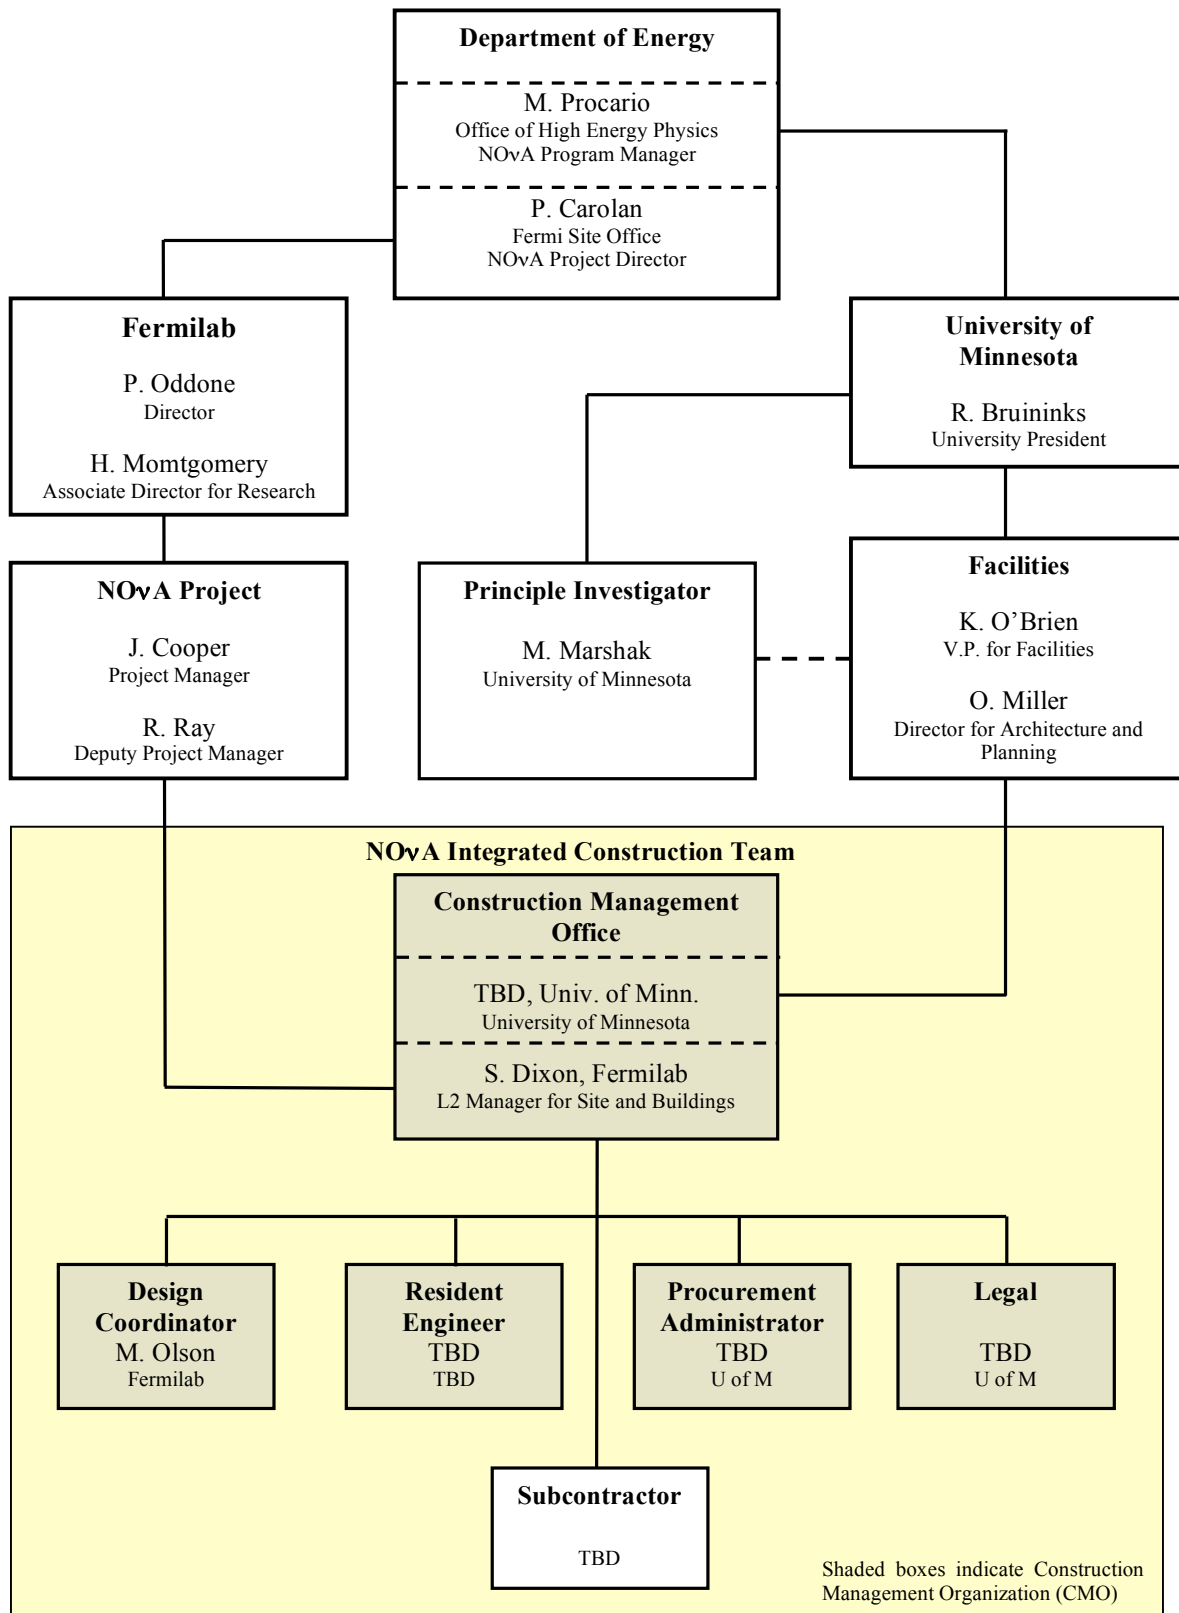 Department of Energy
M. Procario
Office of High Energy Physics
NOνA Program Manager
P. Carolan
Fermi Site Office
NOνA Project Director
Fermilab
P. Oddone
Director
H. Momtgomery
Associate Director for Research
University of
Minnesota
R. Bruininks
University President
NOνA Project
J. Cooper
Project Manager
R. Ray
Deputy Project Manager
Principle Investigator
M. Marshak
University of Minnesota
Facilities
K. O’Brien
V.P. for Facilities
O. Miller
Director for Architecture and
Planning
NOνA Integrated Construction Team
Construction Management
Office
TBD, Univ. of Minn.
University of Minnesota
S. Dixon, Fermilab
L2 Manager for Site and Buildings
Design
Coordinator
M. Olson
Fermilab
Resident
Engineer
TBD
TBD
Procurement
Administrator
TBD
U of M
Legal
TBD
U of M
Subcontractor
TBD
Shaded boxes indicate Construction
Management Organization (CMO)